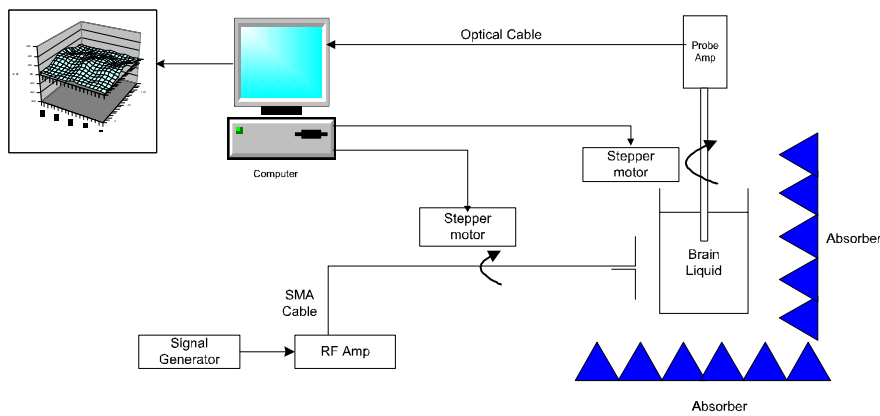 Optical Cable
Probe
Amp
Computer
Stepper
motor
Stepper
motor
Brain
Liquid
Absorber
SMA
Cable
Signal
Generator
RF Amp
Absorber